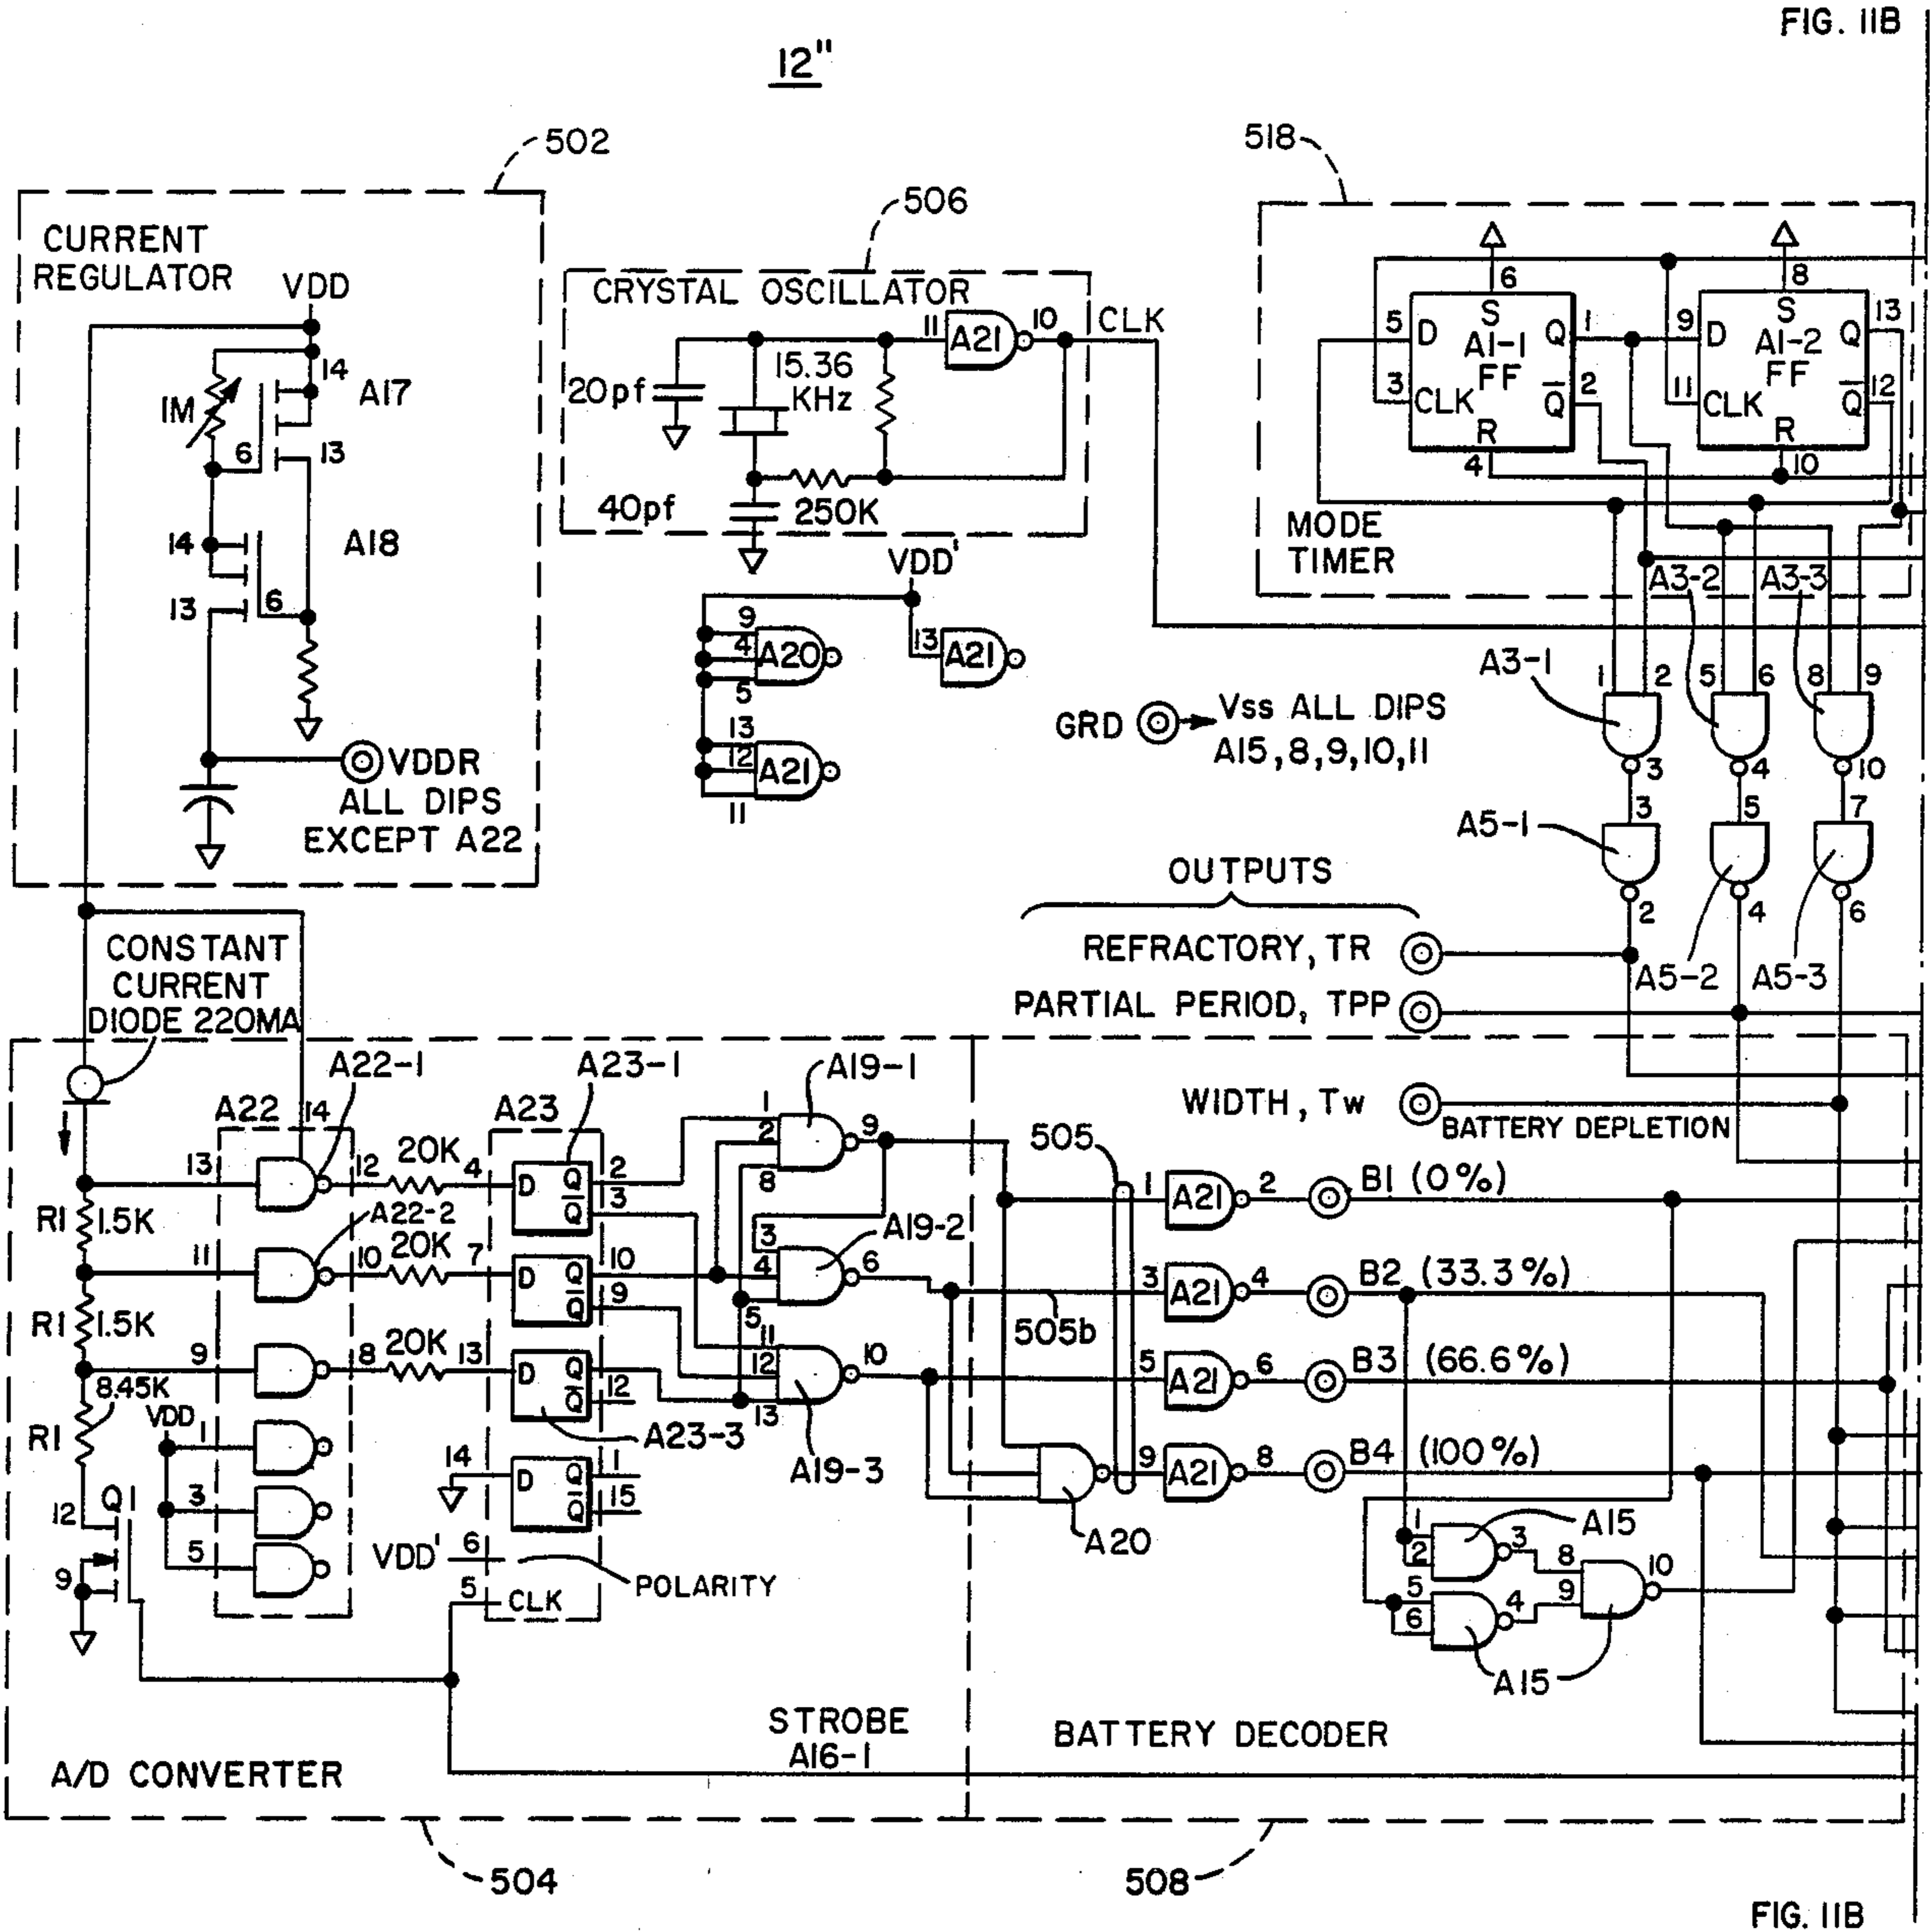 FIG. 11B
12"
502
518
506
CURRENT
REGULATOR
VDD
14
A17
1M
6
13
14
A18
13
6
VDDR
ALL DIPS
EXCEPT A22
CRYSTAL OSCILLATOR
11
A21
10
CLK
20pf
15.36
KHz
40pf
250K
VDD'
9
4
A20
5
13
A21
13
12
A21
11
GRD
Vss ALL DIPS
A15,8,9,10,11
6
8
5
D
S
A1-1
FF
Q
1
3
CLK
Q
2
R
4
9
D
S
A1-2
FF
Q
13
11
CLK
Q
12
R
10
MODE
TIMER
A3-2
A3-3
A3-1
1
2
5
6
8
9
3
4
10
3
5
7
A5-1
2
4
6
A5-2
A5-3
OUTPUTS
REFRACTORY, TR
PARTIAL PERIOD, TPP
WIDTH, Tw
BATTERY DEPLETION
CONSTANT
CURRENT
DIODE 220MA
A22-1
A23-1
A19-1
A22
14
A23
13
12
20K
4
D
Q
2
Q
3
1
2
8
9
R1
1.5K
A22-2
11
10
20K
7
D
Q
10
Q
9
3
4
5
6
A19-2
R1
1.5K
9
8
20K
13
D
Q
Q
12
11
12
13
10
8.45K
R1
VDD
1
3
5
A23-3
A19-3
14
D
Q
1
Q
15
12
Q1
9
VDD'
6
POLARITY
5
CLK
505
1
A21
2
B1 (0%)
3
A21
4
B2 (33.3%)
505b
5
A21
6
B3 (66.6%)
9
A21
8
B4 (100%)
A20
1
2
3
A15
5
6
4
8
9
10
A15
STROBE
A16-1
A/D CONVERTER
BATTERY DECODER
504
508
FIG. 11B